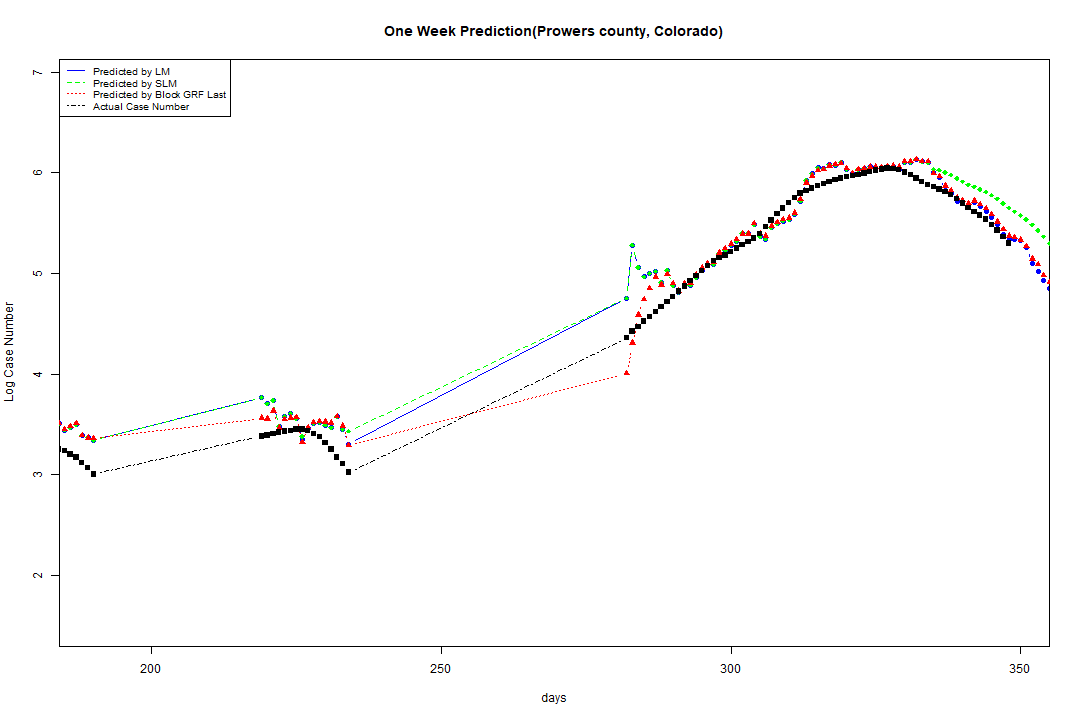 One Week Prediction(Prowers county, Colorado)
Predicted by LM
Predicted by SLM
Predicted by Block GRF Last
Actual Case Number
7
6
5
4
3
2
Log Case Number
200
250
300
350
days